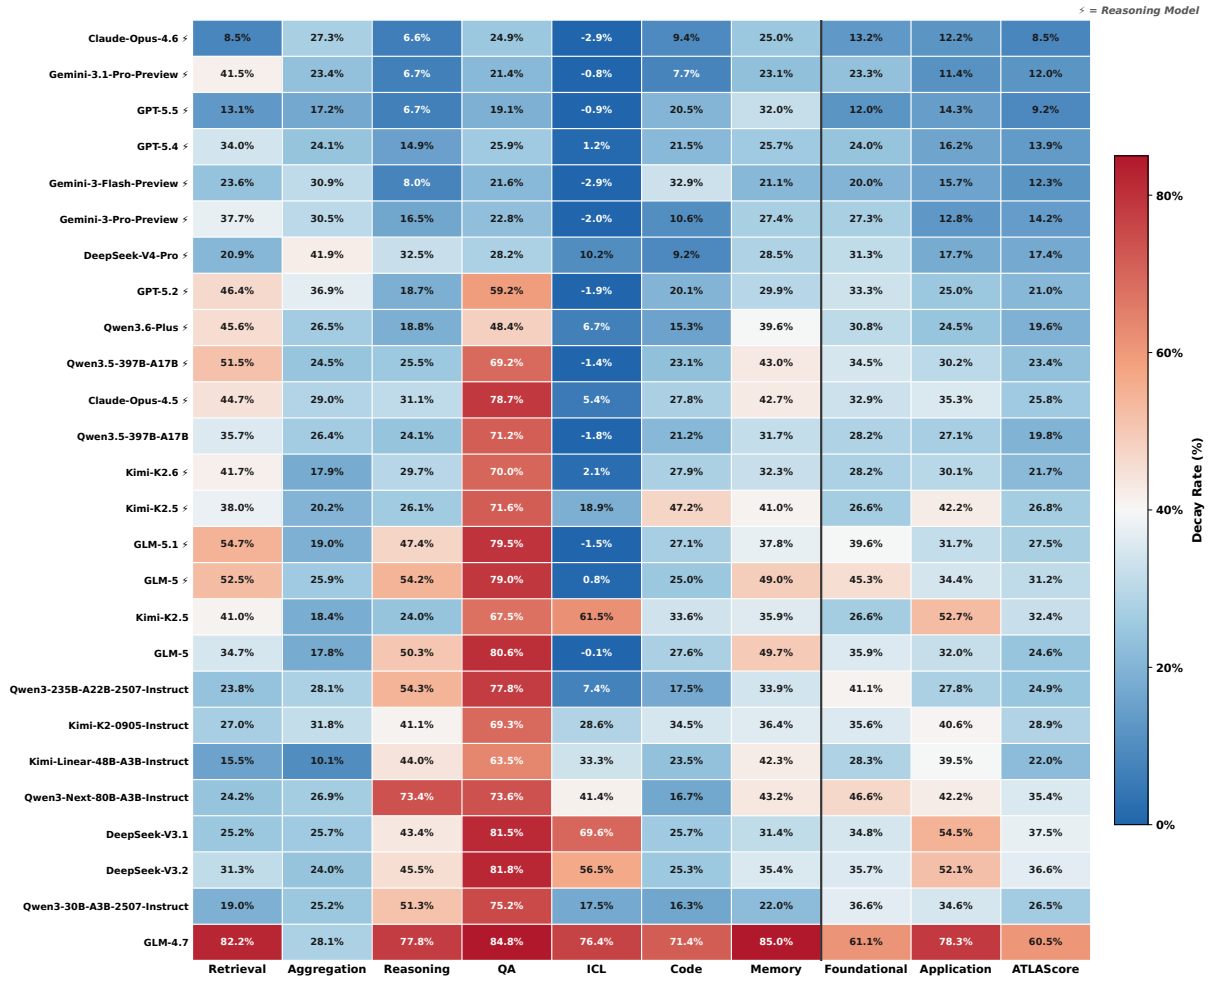 ⚡ = Reasoning Model
Claude-Opus-4.6 ⚡ 8.5% 27.3% 6.6% 24.9% -2.9% 9.4% 25.0% 13.2% 12.2% 8.5%
Gemini-3.1-Pro-Preview ⚡ 41.5% 23.4% 6.7% 21.4% -0.8% 7.7% 23.1% 23.3% 11.4% 12.0%
GPT-5.5 ⚡ 13.1% 17.2% 6.7% 19.1% -0.9% 20.5% 32.0% 12.0% 14.3% 9.2%
GPT-5.4 ⚡ 34.0% 24.1% 14.9% 25.9% 1.2% 21.5% 25.7% 24.0% 16.2% 13.9%
Gemini-3-Flash-Preview ⚡ 23.6% 30.9% 8.0% 21.6% -2.9% 32.9% 21.1% 20.0% 15.7% 12.3%
Gemini-3-Pro-Preview ⚡ 37.7% 30.5% 16.5% 22.8% -2.0% 10.6% 27.4% 27.3% 12.8% 14.2%
DeepSeek-V4-Pro ⚡ 20.9% 41.9% 32.5% 28.2% 10.2% 9.2% 28.5% 31.3% 17.7% 17.4%
GPT-5.2 ⚡ 46.4% 36.9% 18.7% 59.2% -1.9% 20.1% 29.9% 33.3% 25.0% 21.0%
Qwen3.6-Plus ⚡ 45.6% 26.5% 18.8% 48.4% 6.7% 15.3% 39.6% 30.8% 24.5% 19.6%
Qwen3.5-397B-A17B ⚡ 51.5% 24.5% 25.5% 69.2% -1.4% 23.1% 43.0% 34.5% 30.2% 23.4%
Claude-Opus-4.5 ⚡ 44.7% 29.0% 31.1% 78.7% 5.4% 27.8% 42.7% 32.9% 35.3% 25.8%
Qwen3.5-397B-A17B 35.7% 26.4% 24.1% 71.2% -1.8% 21.2% 31.7% 28.2% 27.1% 19.8%
Kimi-K2.6 ⚡ 41.7% 17.9% 29.7% 70.0% 2.1% 27.9% 32.3% 28.2% 30.1% 21.7%
Kimi-K2.5 ⚡ 38.0% 20.2% 26.1% 71.6% 18.9% 47.2% 41.0% 26.6% 42.2% 26.8%
GLM-5.1 ⚡ 54.7% 19.0% 47.4% 79.5% -1.5% 27.1% 37.8% 39.6% 31.7% 27.5%
GLM-5 ⚡ 52.5% 25.9% 54.2% 79.0% 0.8% 25.0% 49.0% 45.3% 34.4% 31.2%
Kimi-K2.5 41.0% 18.4% 24.0% 67.5% 61.5% 33.6% 35.9% 26.6% 52.7% 32.4%
GLM-5 34.7% 17.8% 50.3% 80.6% -0.1% 27.6% 49.7% 35.9% 32.0% 24.6%
Qwen3-235B-A22B-2507-Instruct 23.8% 28.1% 54.3% 77.8% 7.4% 17.5% 33.9% 41.1% 27.8% 24.9%
Kimi-K2-0905-Instruct 27.0% 31.8% 41.1% 69.3% 28.6% 34.5% 36.4% 35.6% 40.6% 28.9%
Kimi-Linear-48B-A3B-Instruct 15.5% 10.1% 44.0% 63.5% 33.3% 23.5% 42.3% 28.3% 39.5% 22.0%
Qwen3-Next-80B-A3B-Instruct 24.2% 26.9% 73.4% 73.6% 41.4% 16.7% 43.2% 46.6% 42.2% 35.4%
DeepSeek-V3.1 25.2% 25.7% 43.4% 81.5% 69.6% 25.7% 31.4% 34.8% 54.5% 37.5%
DeepSeek-V3.2 31.3% 24.0% 45.5% 81.8% 56.5% 25.3% 35.4% 35.7% 52.1% 36.6%
Qwen3-30B-A3B-2507-Instruct 19.0% 25.2% 51.3% 75.2% 17.5% 16.3% 22.0% 36.6% 34.6% 26.5%
GLM-4.7 82.2% 28.1% 77.8% 84.8% 76.4% 71.4% 85.0% 61.1% 78.3% 60.5%
Retrieval Aggregation Reasoning QA ICL Code Memory Foundational Application ATLAScore
80%
60%
40%
20%
0%
Decay Rate (%)